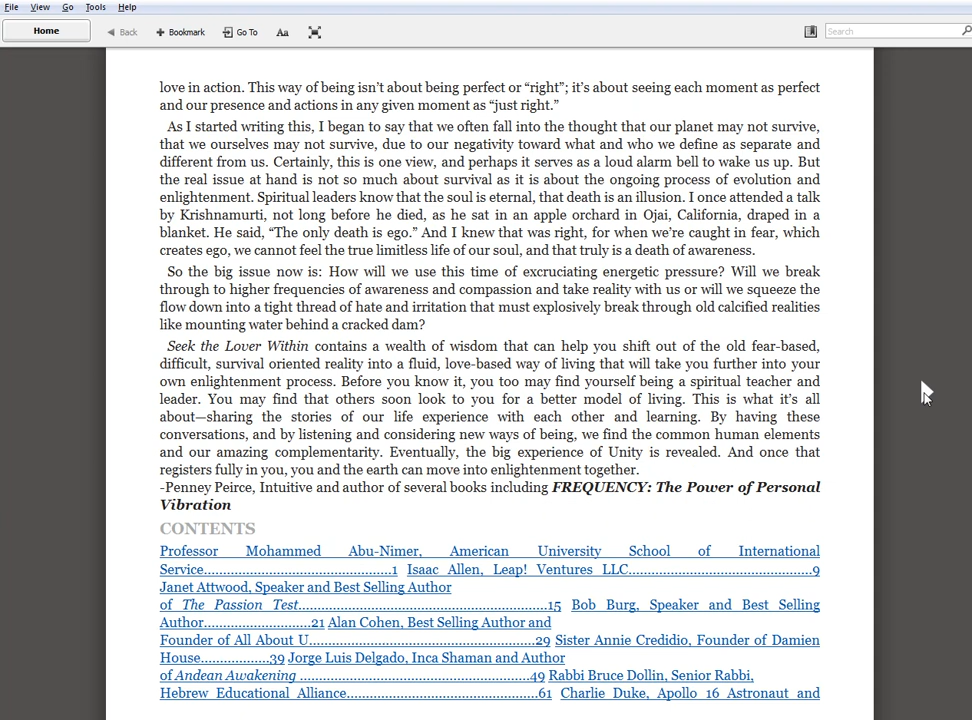 File View Go Tools Help
Home Back Bookmark Go To Aa Search
love in action. This way of being isn’t about being perfect or “right”; it’s about seeing each moment as perfect
and our presence and actions in any given moment as “just right.”
As I started writing this, I began to say that we often fall into the thought that our planet may not survive,
that we ourselves may not survive, due to our negativity toward what and who we define as separate and
different from us. Certainly, this is one view, and perhaps it serves as a loud alarm bell to wake us up. But
the real issue at hand is not so much about survival as it is about the ongoing process of evolution and
enlightenment. Spiritual leaders know that the soul is eternal, that death is an illusion. I once attended a talk
by Krishnamurti, not long before he died, as he sat in an apple orchard in Ojai, California, draped in a
blanket. He said, “The only death is ego.” And I knew that was right, for when we’re caught in fear, which
creates ego, we cannot feel the true limitless life of our soul, and that truly is a death of awareness.
So the big issue now is: How will we use this time of excruciating energetic pressure? Will we break
through to higher frequencies of awareness and compassion and take reality with us or will we squeeze the
flow down into a tight thread of hate and irritation that must explosively break through old calcified realities
like mounting water behind a cracked dam?
Seek the Lover Within contains a wealth of wisdom that can help you shift out of the old fear-based,
difficult, survival oriented reality into a fluid, love-based way of living that will take you further into your
own enlightenment process. Before you know it, you too may find yourself being a spiritual teacher and
leader. You may find that others soon look to you for a better model of living. This is what it’s all
about—sharing the stories of our life experience with each other and learning. By having these
conversations, and by listening and considering new ways of being, we find the common human elements
and our amazing complementarity. Eventually, the big experience of Unity is revealed. And once that
registers fully in you, you and the earth can move into enlightenment together.
-Penney Peirce, Intuitive and author of several books including FREQUENCY: The Power of Personal
Vibration
CONTENTS
Professor Mohammed Abu-Nimer, American University School of International
Service................................................1 Isaac Allen, Leap! Ventures LLC..............................................9
Janet Attwood, Speaker and Best Selling Author
of The Passion Test..............................................................15 Bob Burg, Speaker and Best Selling
Author...........................21 Alan Cohen, Best Selling Author and
Founder of All About U.........................................................29 Sister Annie Credidio, Founder of Damien
House.................39 Jorge Luis Delgado, Inca Shaman and Author
of Andean Awakening ..........................................................49 Rabbi Bruce Dollin, Senior Rabbi,
Hebrew Educational Alliance................................................61 Charlie Duke, Apollo 16 Astronaut and